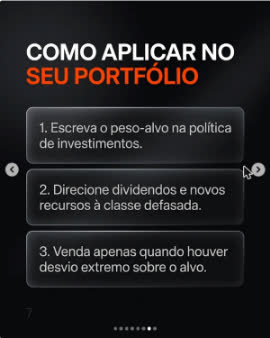 COMO APLICAR NO
SEU PORTFÓLIO
1. Escreva o peso-alvo na política
de investimentos.
2. Direcione dividendos e novos
recursos à classe defasada.
3. Venda apenas quando houver
desvio extremo sobre o alvo.
7